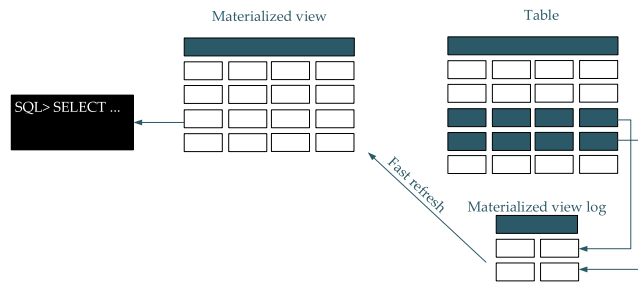 Materialized view
Table
SQL> SELECT ...
Fast refresh
Materialized view log